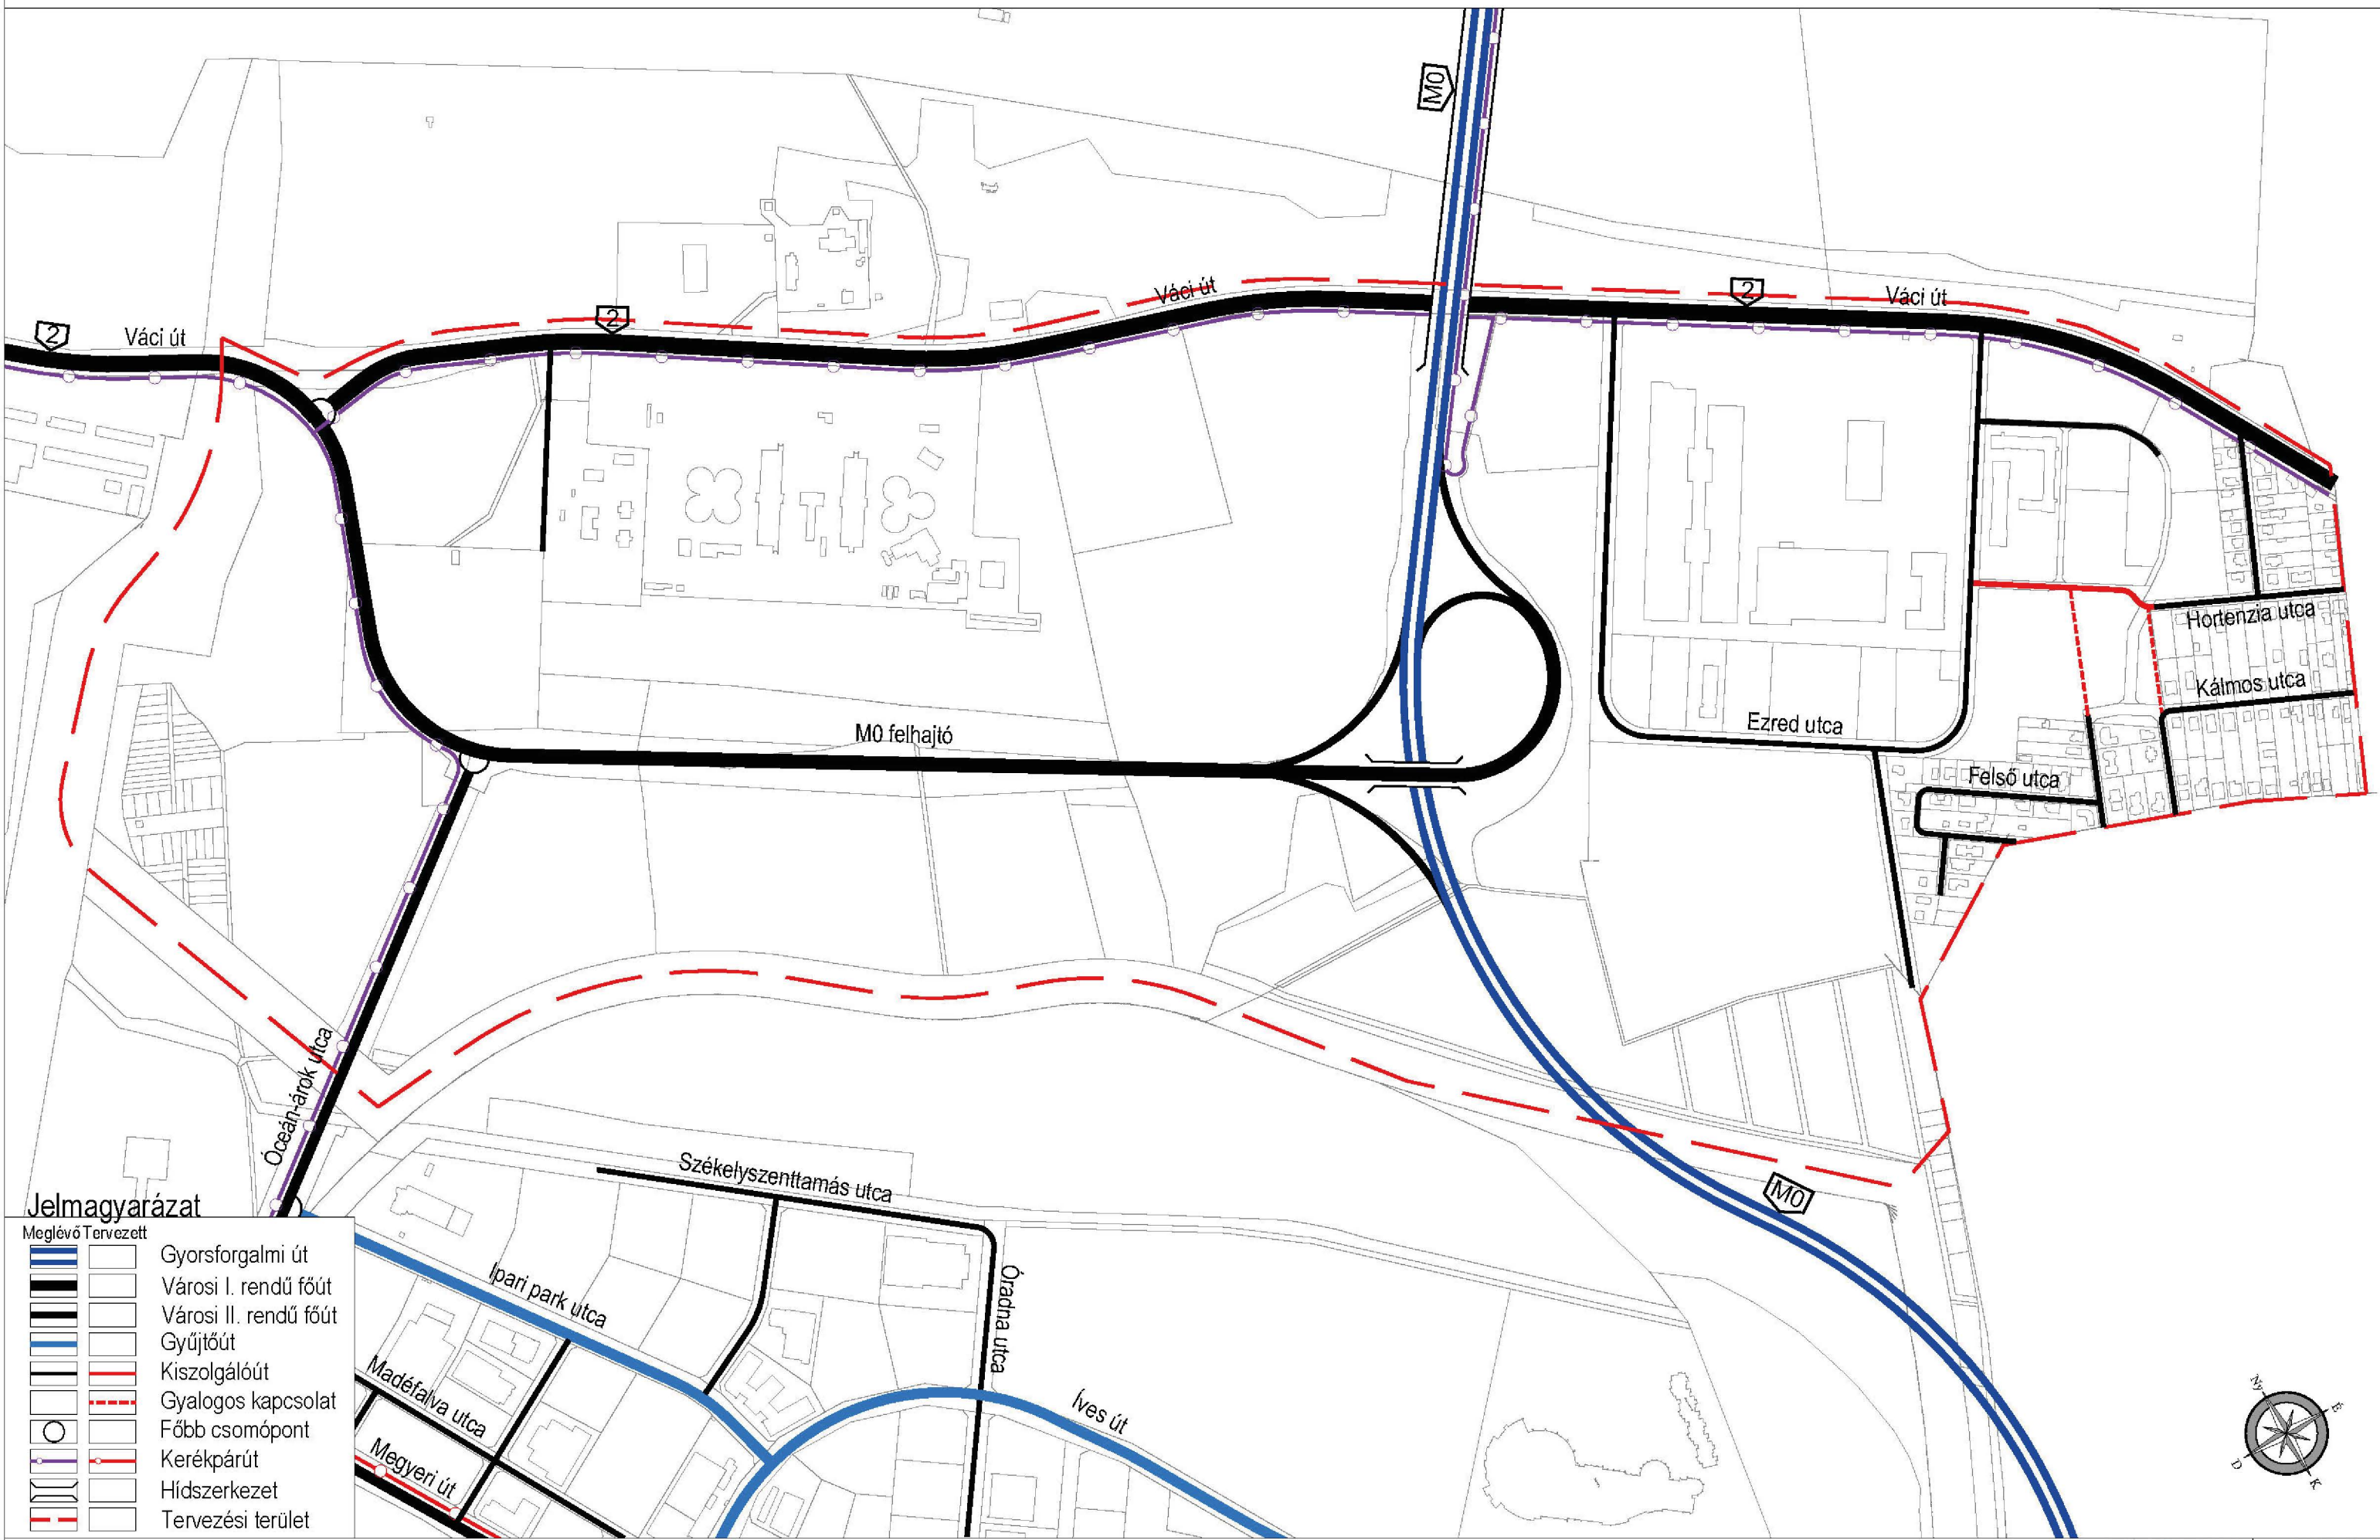 M0
Váci út
2
Váci út
2
2
Váci út
Hortenzia utca
Kálmos utca
M0 felhajtó
Ezred utca
Felső utca
Óceán-árok utca
Székelyszenttamás utca
M0
Jelmagyarázat
Meglévő Tervezett
Gyorsforgalmi út
Városi I. rendű főút
Városi II. rendű főút
Gyűjtőút
Kiszolgálóút
Gyalogos kapcsolat
Főbb csomópont
Kerékpárút
Hídszerkezet
Tervezési terület
Ipari park utca
Óradna utca
Madéfalva utca
Íves út
Megyeri út
Ny
É
D
K